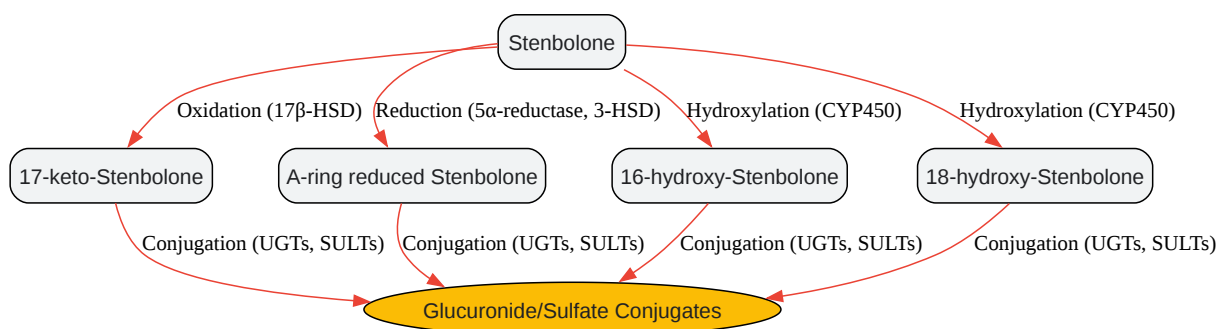 Stenbolone
Oxidation (17β-HSD)
Reduction (5α-reductase, 3-HSD)
Hydroxylation (CYP450)
Hydroxylation (CYP450)
17-keto-Stenbolone
A-ring reduced Stenbolone
16-hydroxy-Stenbolone
18-hydroxy-Stenbolone
Conjugation (UGTs, SULTs)
Conjugation (UGTs, SULTs)
Conjugation (UGTs, SULTs)
Conjugation (UGTs, SULTs)
Glucuronide/Sulfate Conjugates